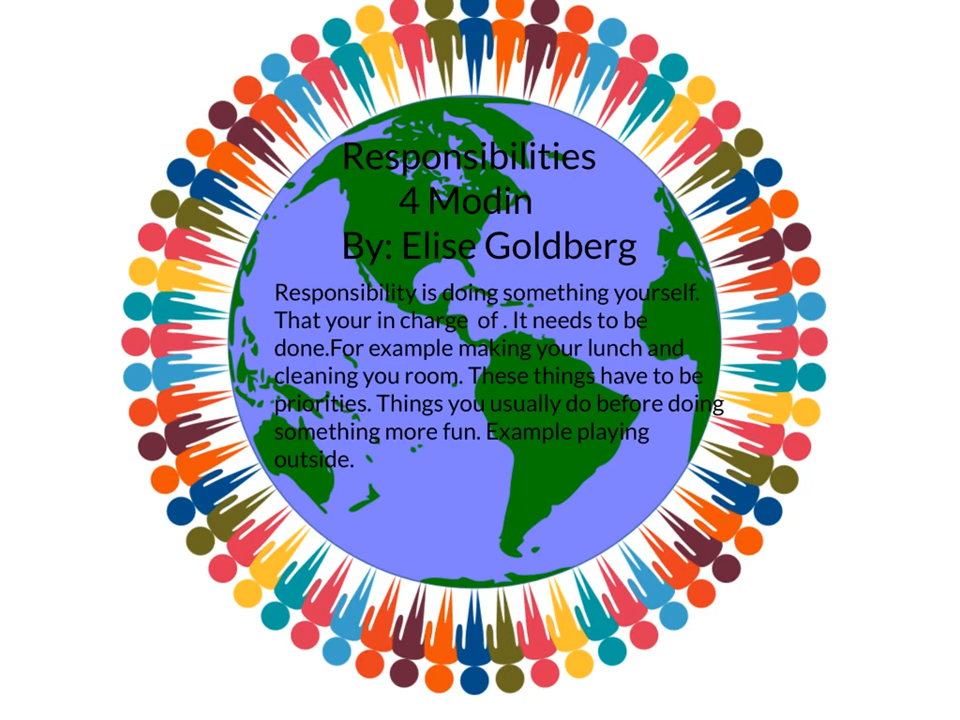 Responsibilities
4 Modin
By: Elise Goldberg
Responsibility is doing something yourself.
That your in charge  of . It needs to be
done.For example making your lunch and
cleaning you room. These things have to be
priorities. Things you usually do before doing
something more fun. Example playing
outside.